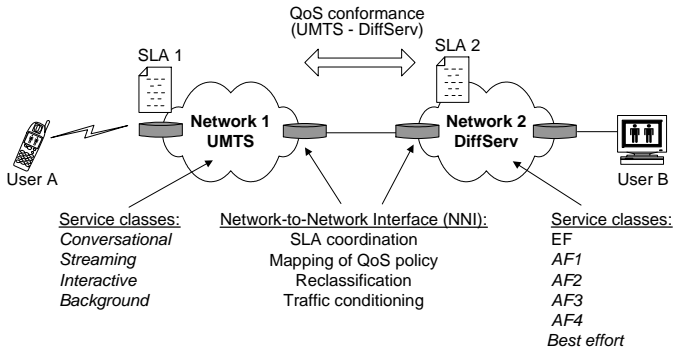 QoS conformance
(UMTS - DiffServ)
SLA 1
SLA 2
Network 1
UMTS
Network 2
DiffServ
User A
User B
Service classes:
Conversational
Streaming
Interactive
Background
Network-to-Network Interface (NNI):
SLA coordination
Mapping of QoS policy
Reclassification
Traffic conditioning
Service classes:
EF
AF1
AF2
AF3
AF4
Best effort